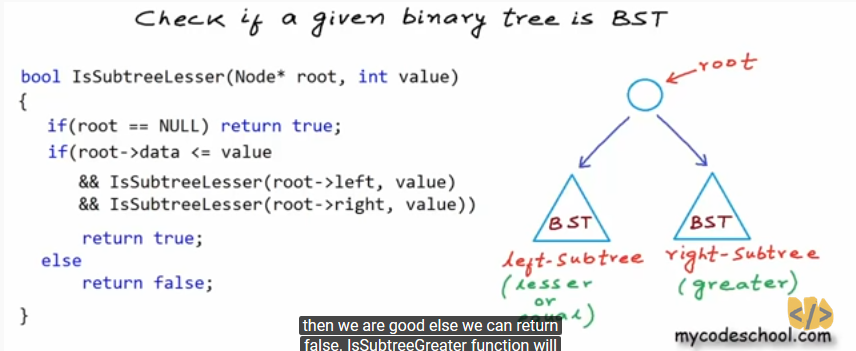 Check if a given binary tree is BST
bool IsSubtreeLesser(Node* root, int value)
{
if(root == NULL) return true;
if(root->data <= value
&& IsSubtreeLesser(root->left, value)
&& IsSubtreeLesser(root->right, value))
return true;
else
return false;
}
root
BST
BST
left-Subtree
(lesser
or
equal)
right-Subtree
(greater)
</>
then we are good else we can return
false. IsSubtreeGreater function will
mycodeschool.com